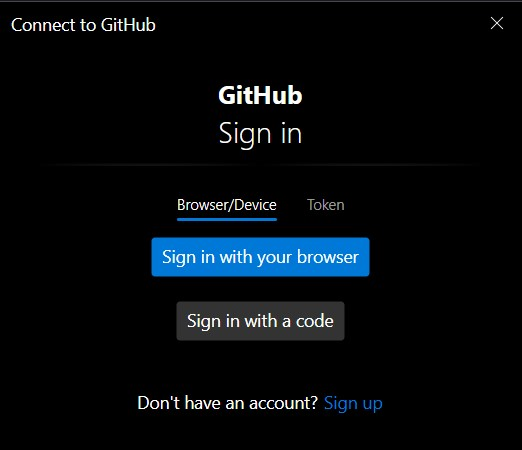 Connect to GitHub
GitHub
Sign in
Browser/Device Token
Sign in with your browser
Sign in with a code
Don't have an account? Sign up